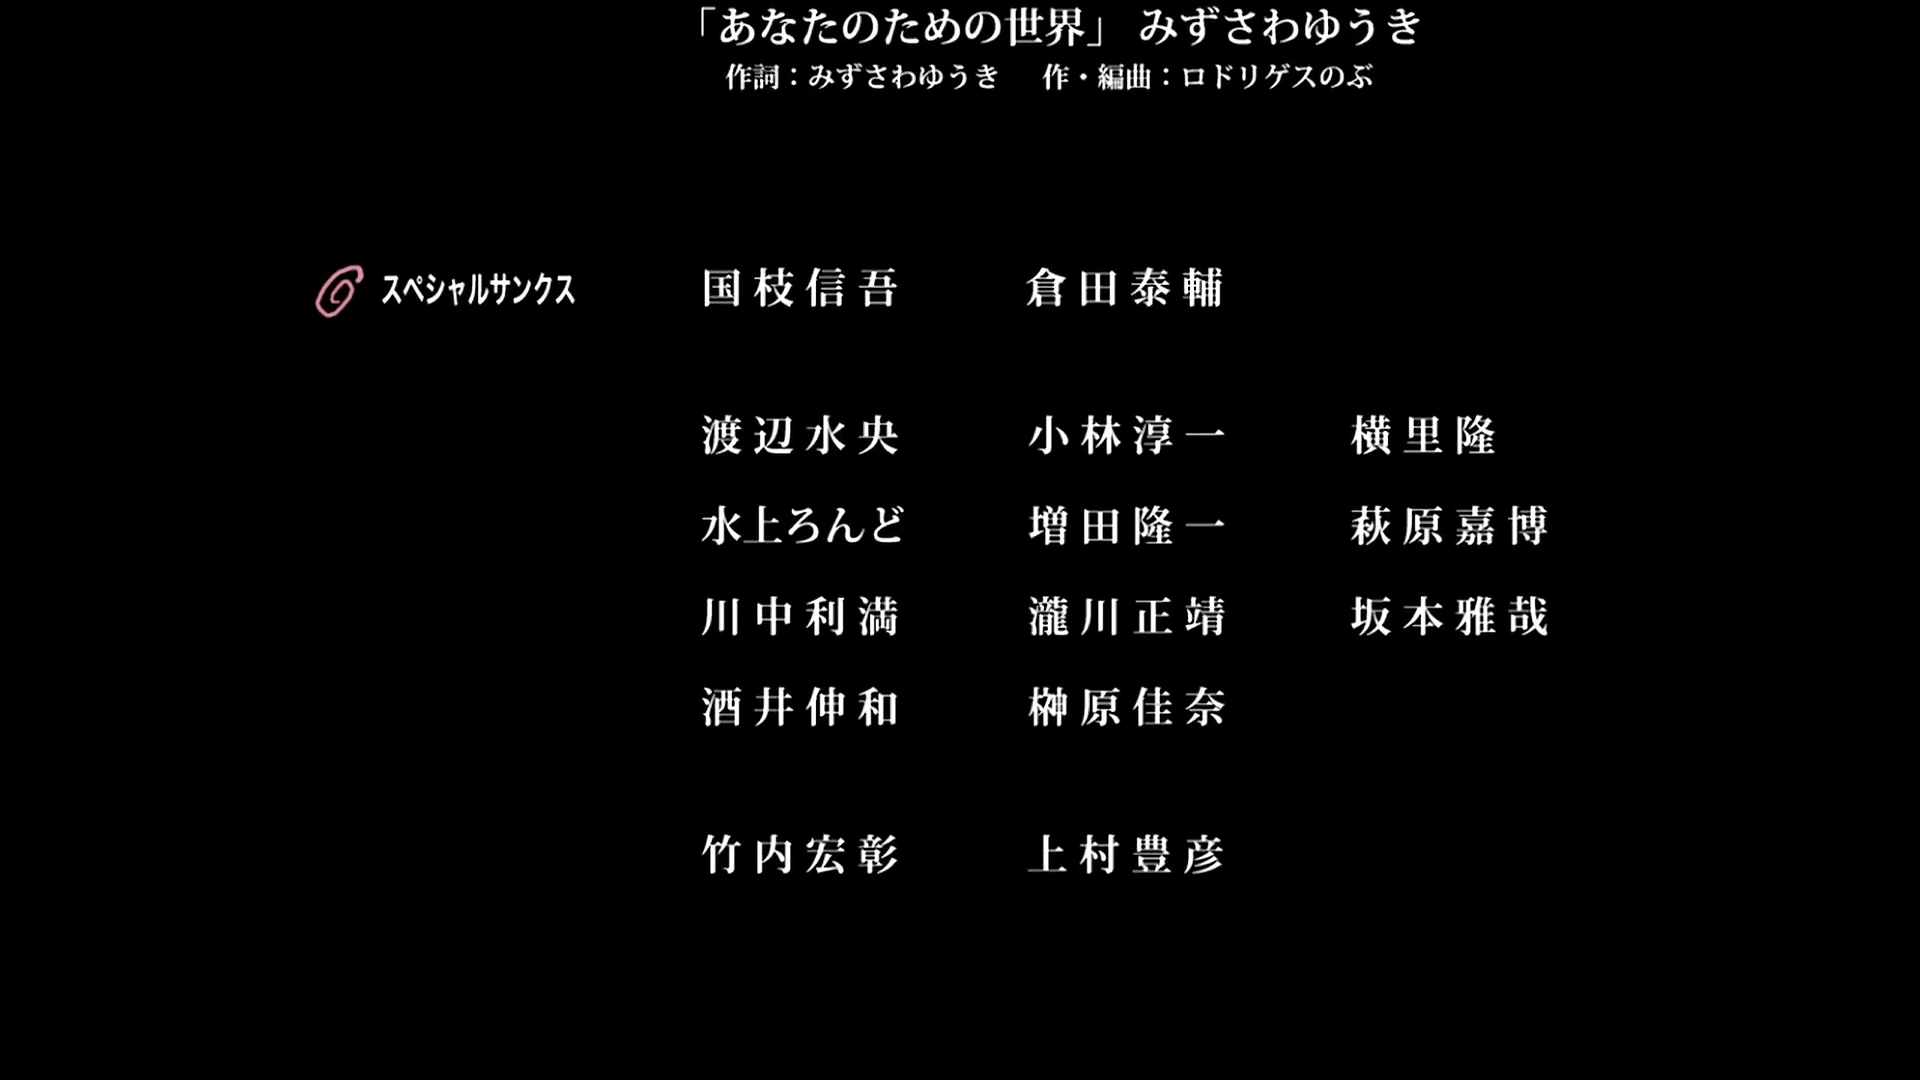 「あなたのための世界」 みずさわゆうき
作詞：みずさわゆうき 作・編曲：ロドリゲスのぶ
スペシャルサンクス 国枝信吾 倉田泰輔
渡辺水央 小林淳一 横里隆
水上ろんど 増田隆一 萩原嘉博
川中利満 瀧川正靖 坂本雅哉
酒井伸和 榊原佳奈
竹内宏彰 上村豊彦